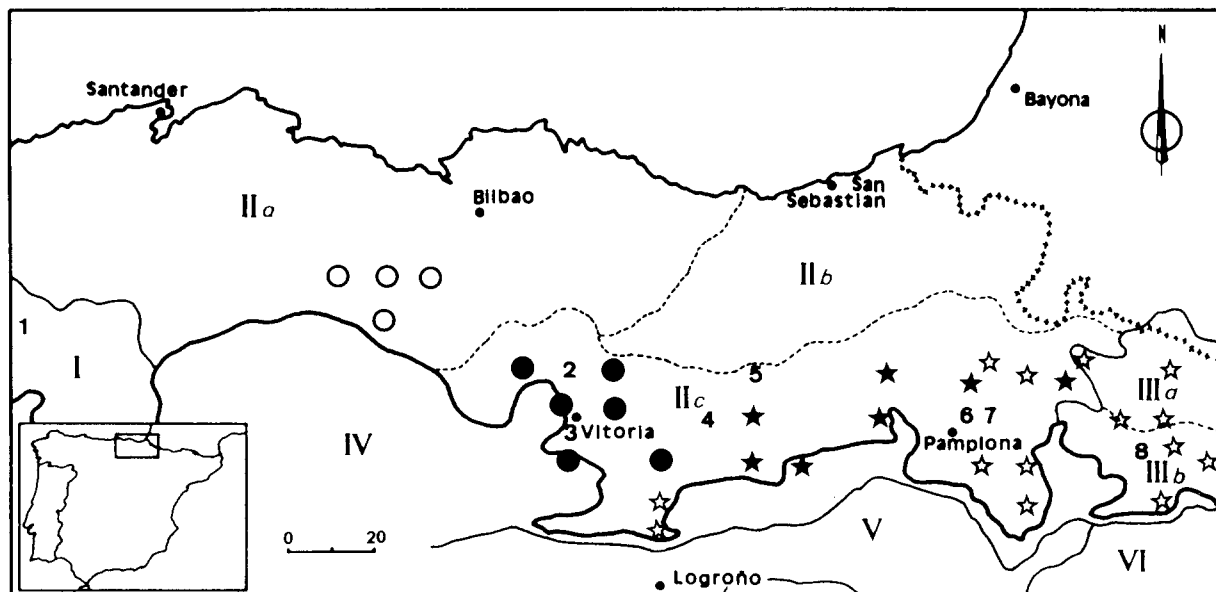 N
Santander
Bayona
San
Sebastian
Bilbao
IIa
IIb
1
I
2
5
IIIa
IIc
4
3
Vitoria
6 7
Pamplona
8
IIIb
IV
V
0 20
VI
Logroño